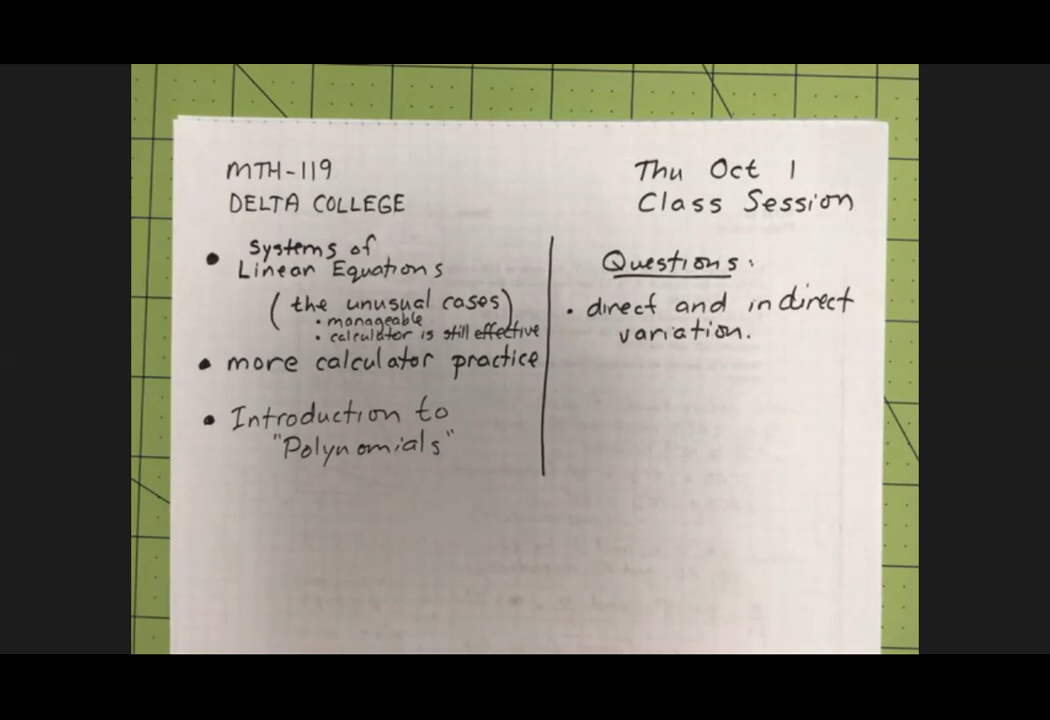 MTH-119
DELTA COLLEGE
Thu Oct 1
Class Session
• Systems of
Linear Equations
(the unusual cases)
• manageable
• calculator is still effective
• more calculator practice
• Introduction to
"Polynomials"
Questions:
• direct and indirect
variation.